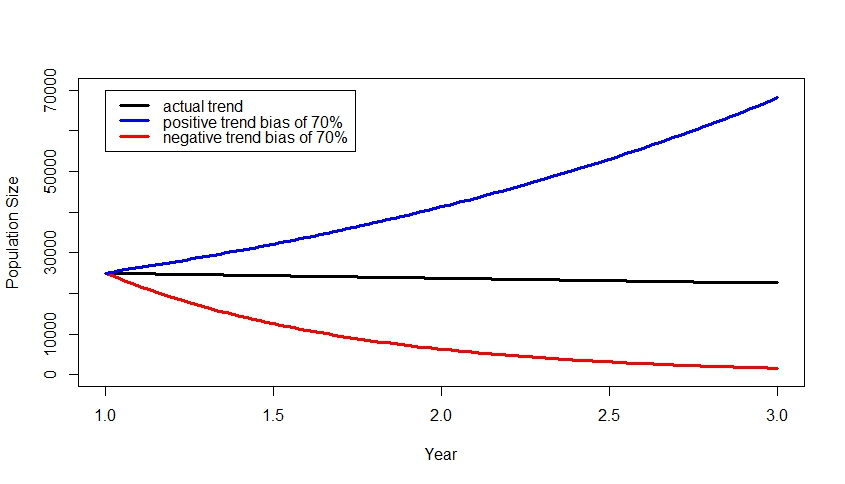 actual trend
positive trend bias of 70%
negative trend bias of 70%
Population Size
70000
50000
30000
10000
0
1.0 1.5 2.0 2.5 3.0
Year